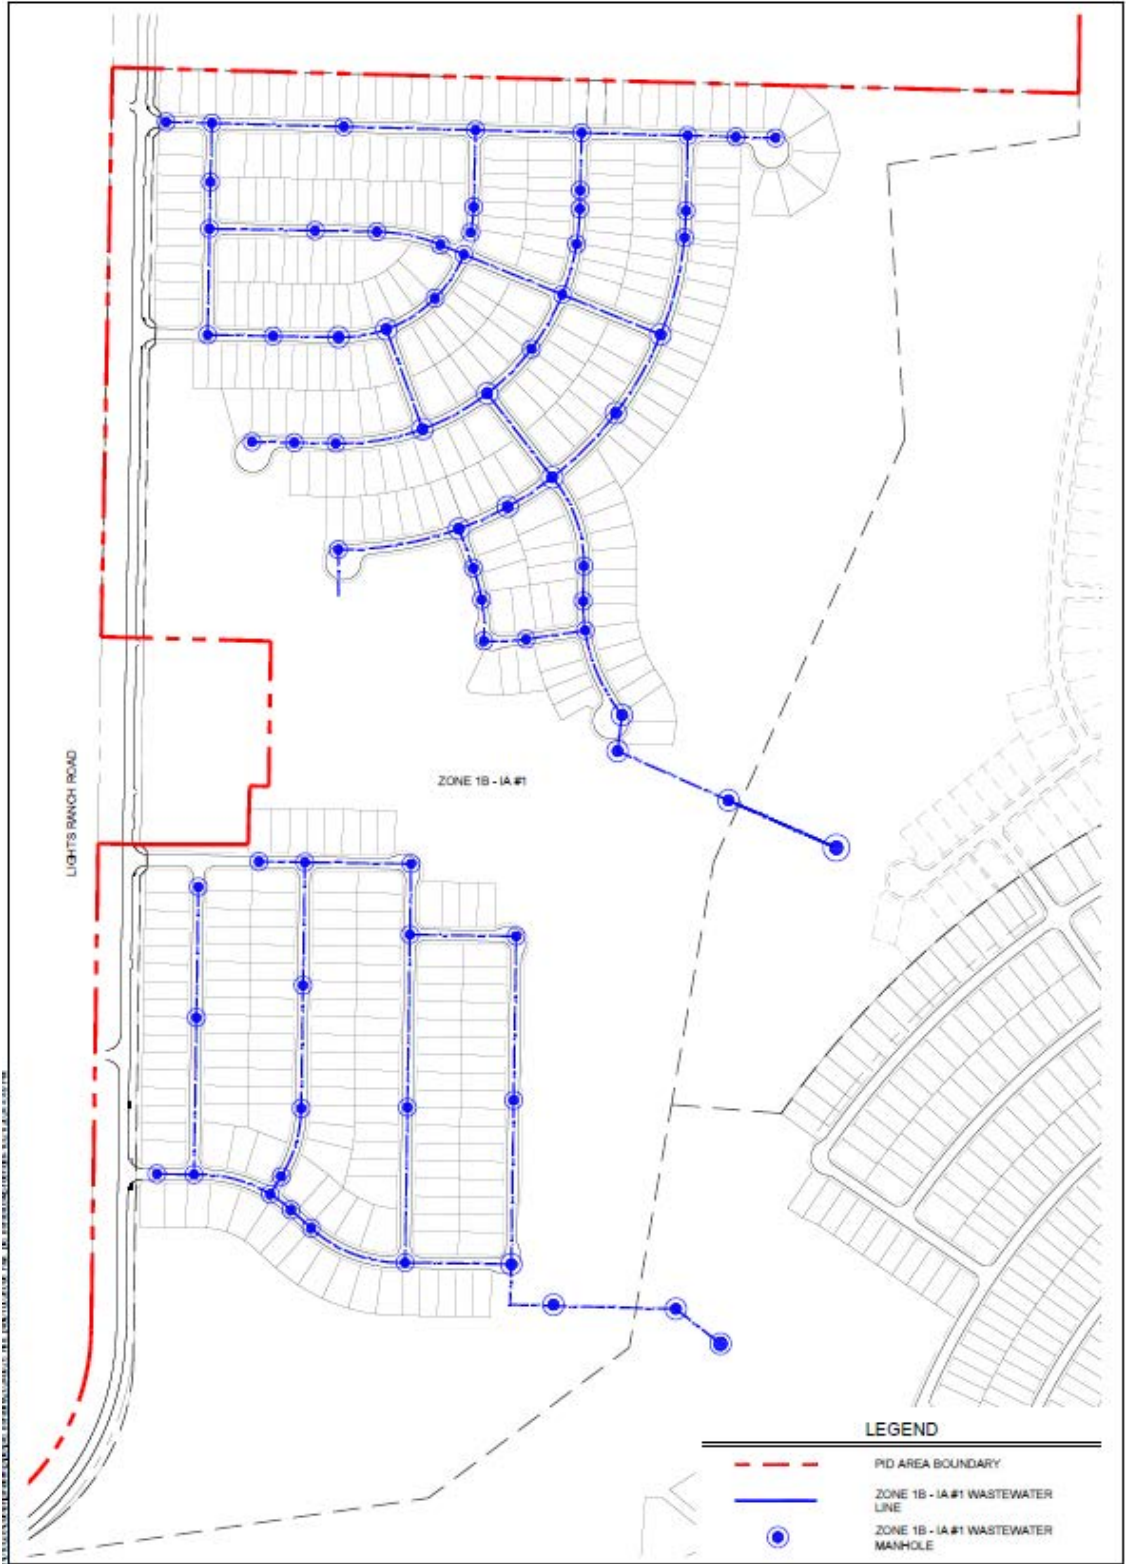 LIGHTS RANCH ROAD
ZONE 1B - IA #1
LEGEND
PID AREA BOUNDARY
ZONE 1B - IA #1 WASTEWATER
LINE
ZONE 1B - IA #1 WASTEWATER
MANHOLE